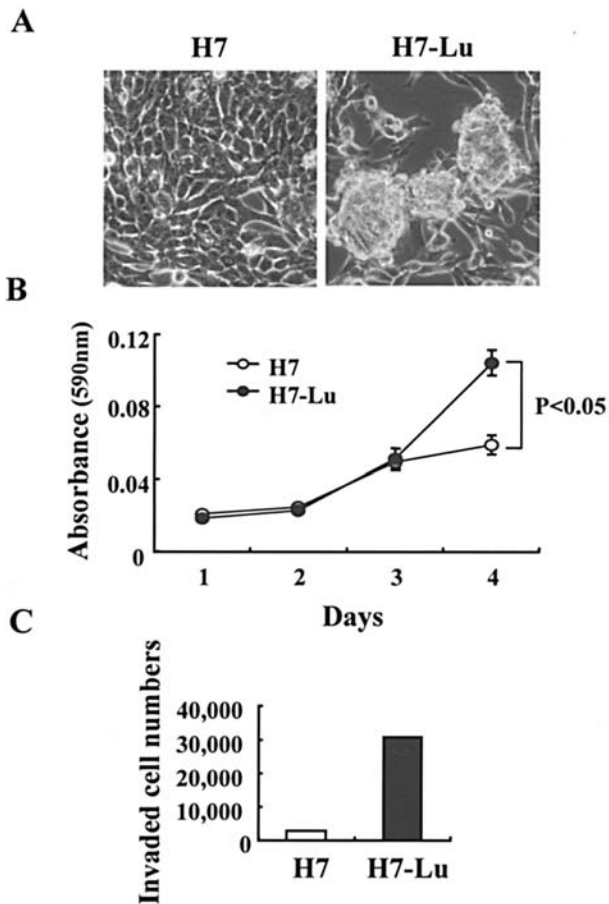 A
H7 H7-Lu
B
Absorbance (590nm)
0.12
0.08
0.04
0
H7
H7-Lu
P<0.05
1 2 3 4
Days
C
Invaded cell numbers
40,000
30,000
20,000
10,000
0
H7 H7-Lu